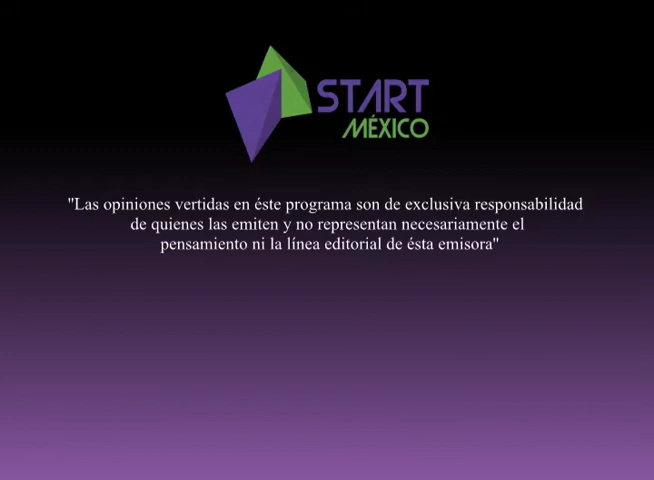 START
MÉXICO
"Las opiniones vertidas en éste programa son de exclusiva responsabilidad
de quienes las emiten y no representan necesariamente el
pensamiento ni la línea editorial de ésta emisora"